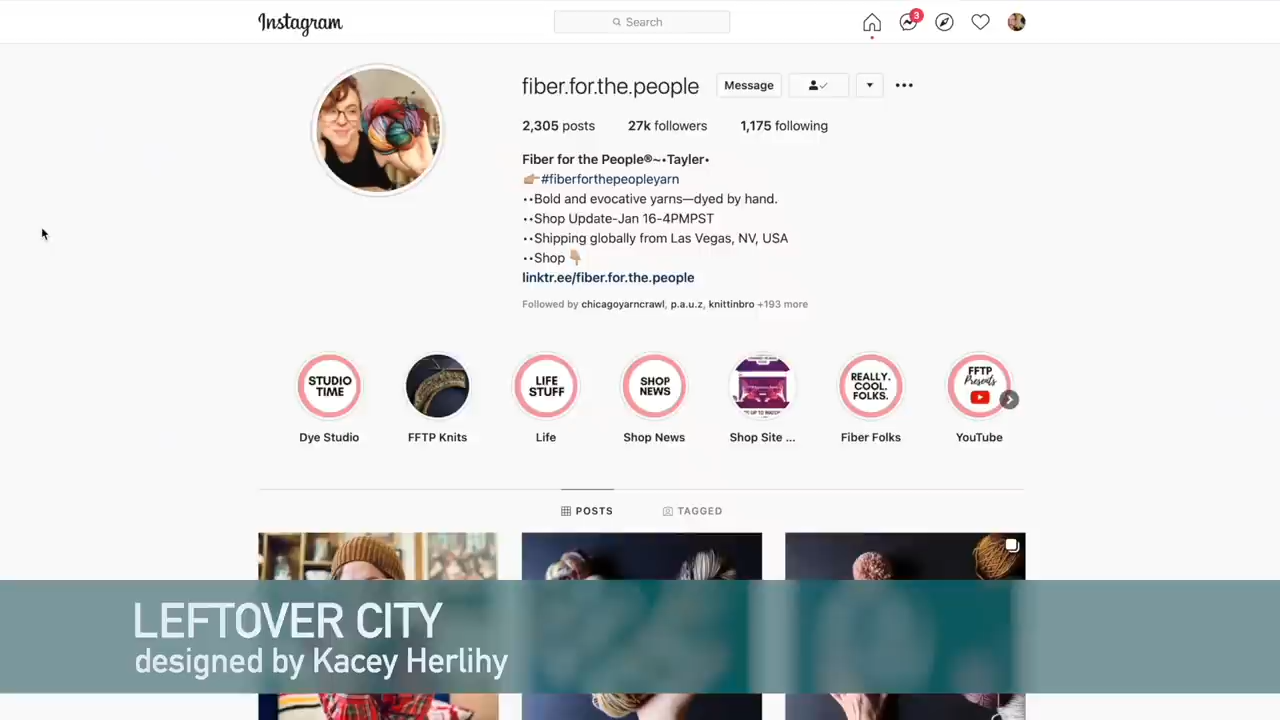 Instagram
Search
3
fiber.for.the.people
Message
2,305 posts 27k followers 1,175 following
Fiber for the People®~•Tayler•
👉🏼#fiberforthepeopleyarn
••Bold and evocative yarns—dyed by hand.
••Shop Update-Jan 16-4PMPST
••Shipping globally from Las Vegas, NV, USA
••Shop 👇🏼
linktr.ee/fiber.for.the.people
Followed by chicagoyarncrawl, p.a.u.z, knittinbro +193 more
STUDIO
TIME
LIFE
STUFF
SHOP
NEWS
REALLY.
COOL.
FOLKS.
FFTP
Presents
Dye Studio
FFTP Knits
Life
Shop News
Shop Site ...
Fiber Folks
YouTube
POSTS
TAGGED
LEFTOVER CITY
designed by Kacey Herlihy